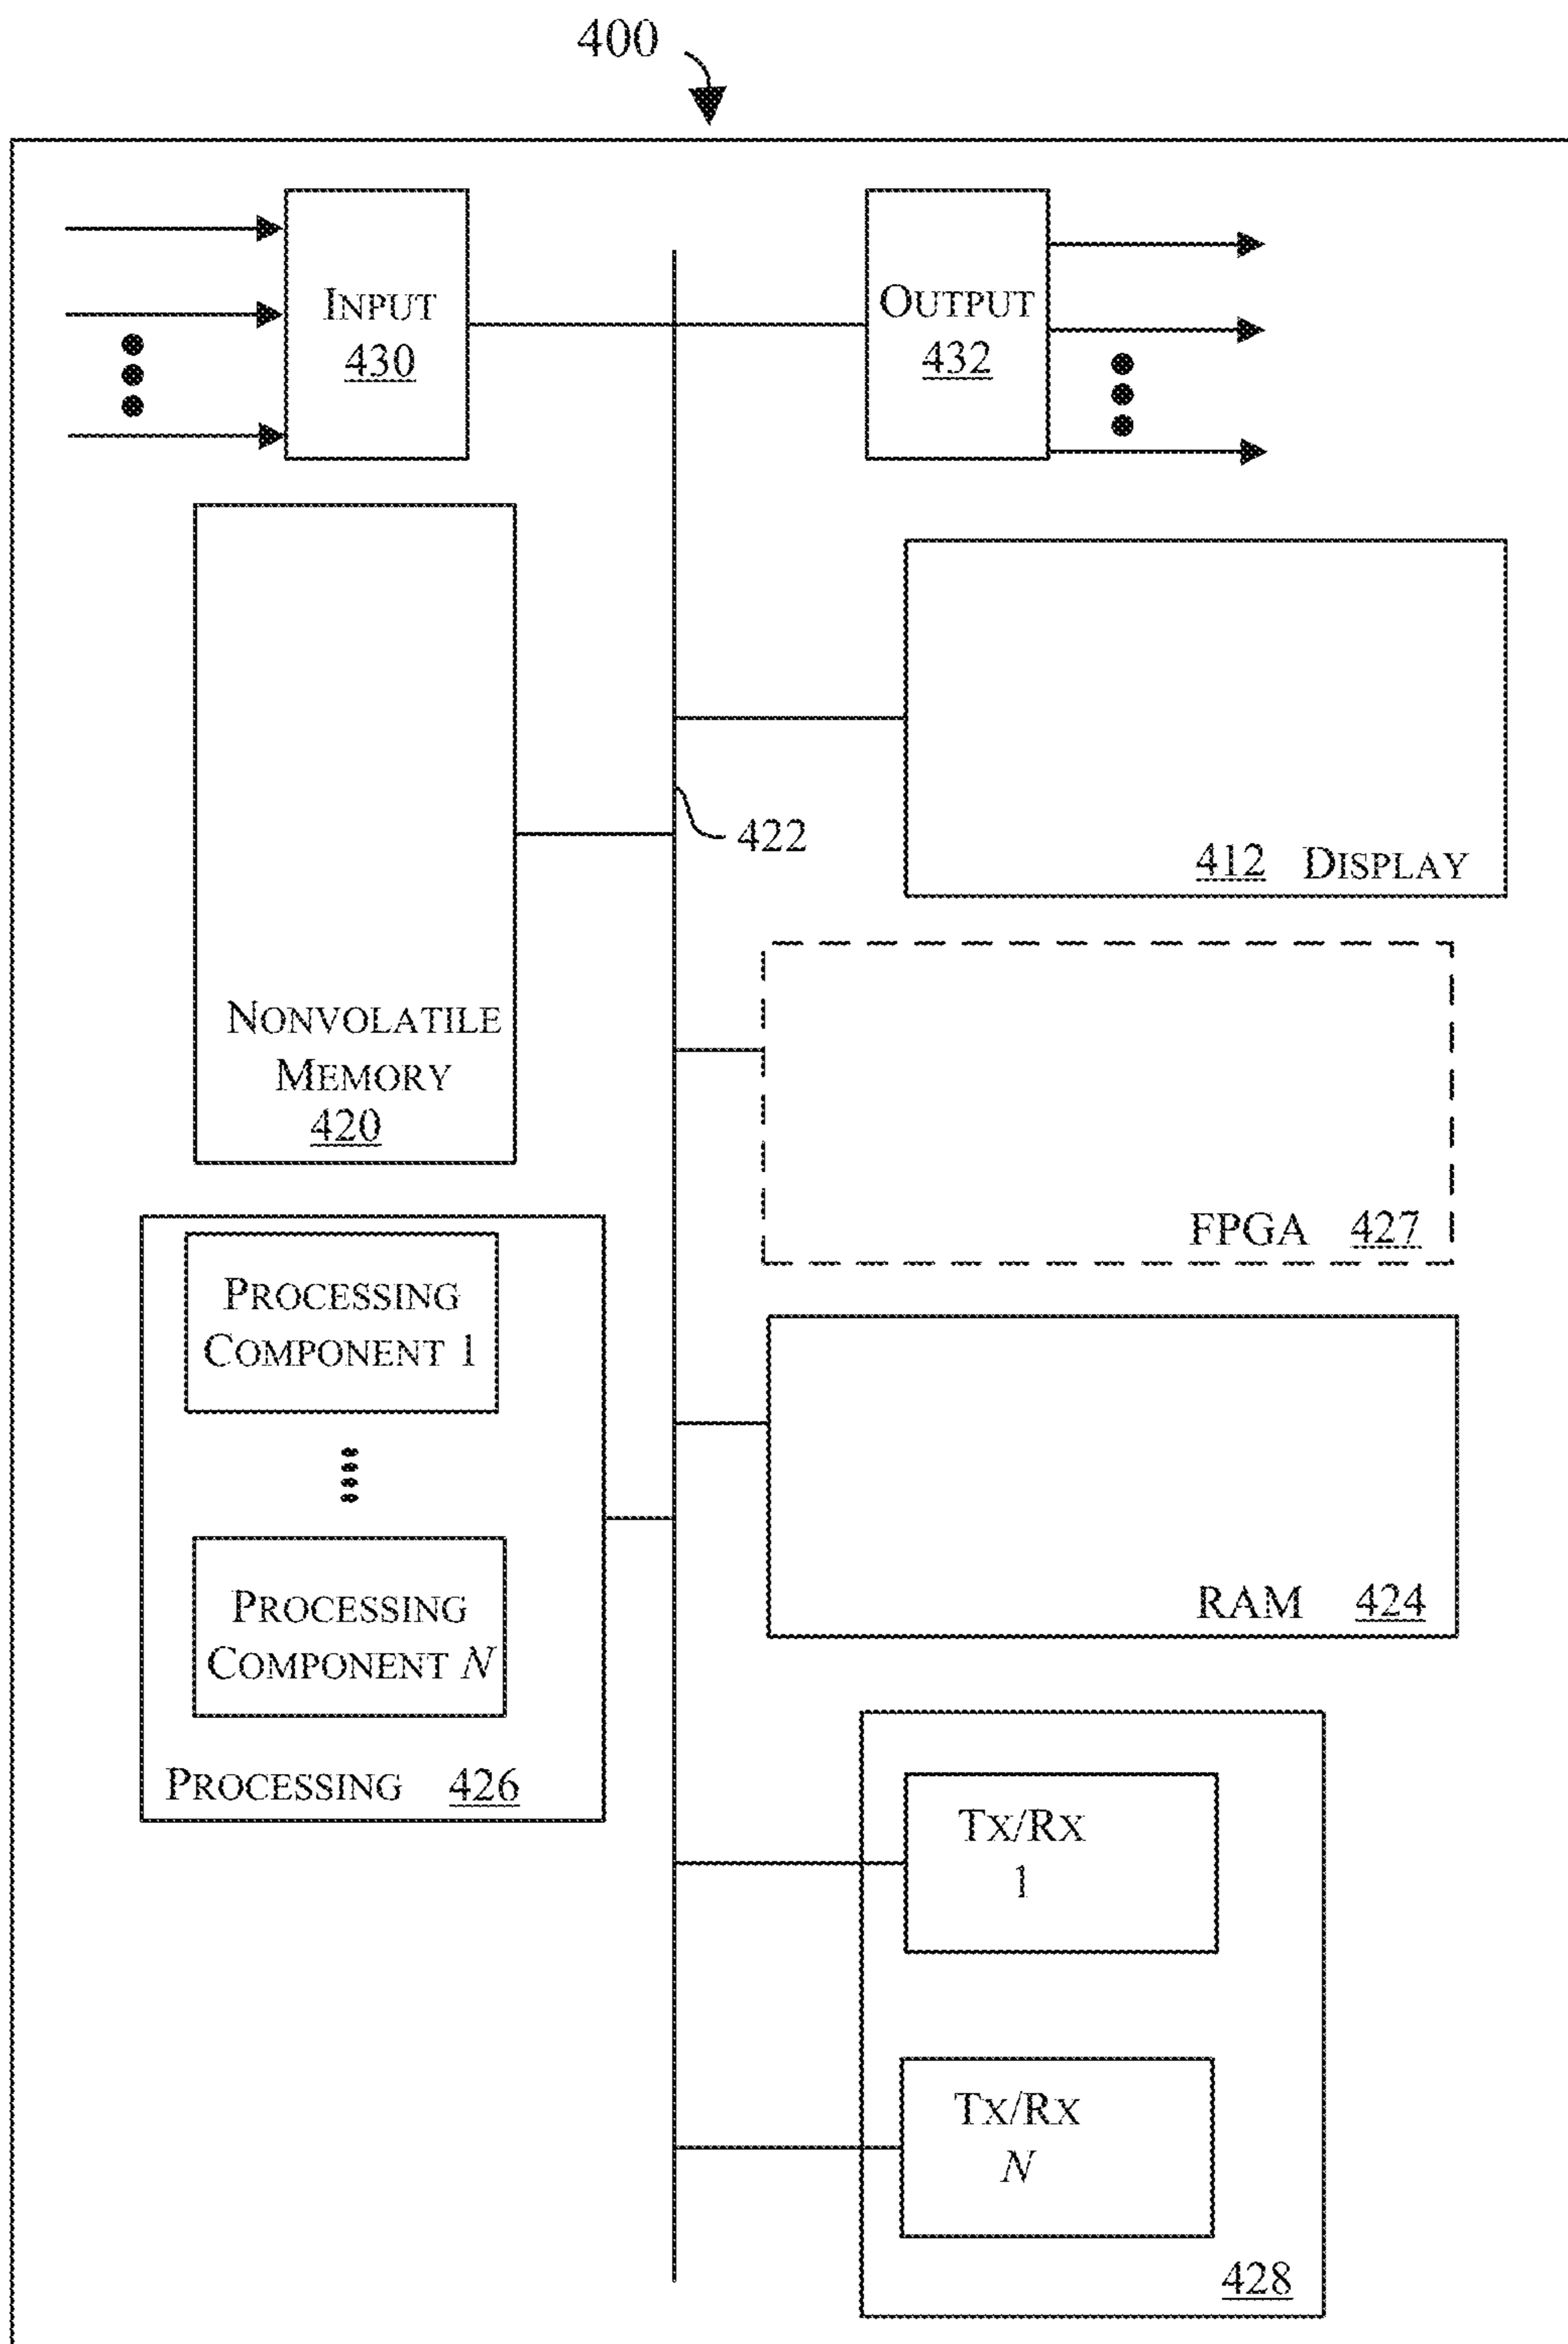 400
INPUT
430
OUTPUT
432
422
412 DISPLAY
NONVOLATILE
MEMORY
420
FPGA 427
PROCESSING
COMPONENT 1
RAM 424
PROCESSING
COMPONENT N
PROCESSING 426
TX/RX
1
TX/RX
N
428